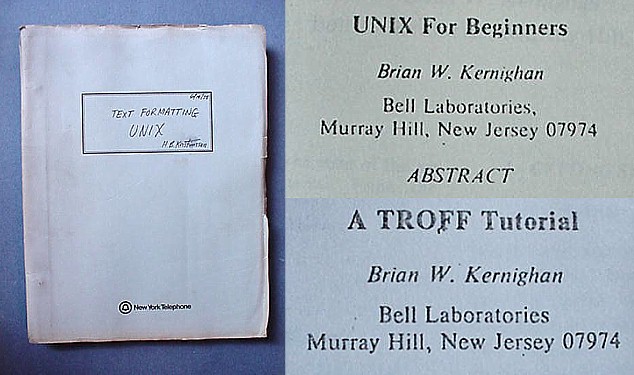 TEXT FORMATTING
UNIX
New York Telephone
UNIX For Beginners
Brian W. Kernighan
Bell Laboratories,
Murray Hill, New Jersey 07974
ABSTRACT
A TROFF Tutorial
Brian W. Kernighan
Bell Laboratories
Murray Hill, New Jersey 07974